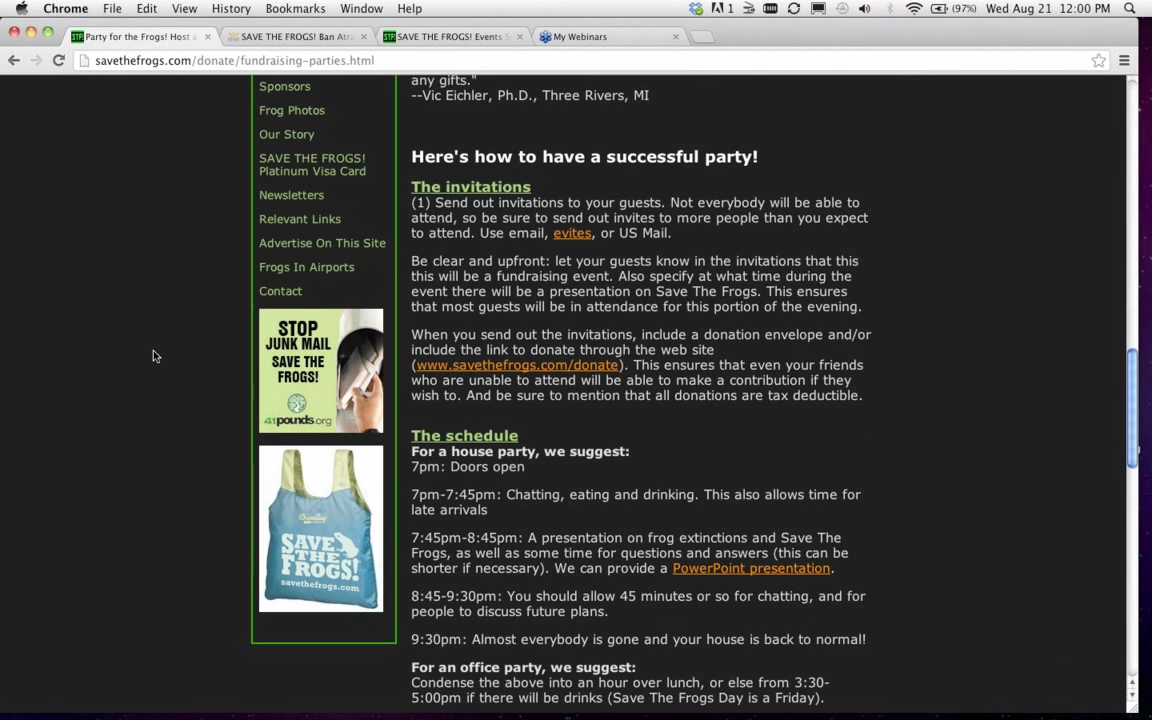 Chrome File Edit View History Bookmarks Window Help 1 (97%) Wed Aug 21 12:00 PM
Party for the Frogs! Host a SAVE THE FROGS! Ban Atra SAVE THE FROGS! Events S My Webinars
savethefrogs.com/donate/fundraising-parties.html
Sponsors
Frog Photos
Our Story
SAVE THE FROGS!
Platinum Visa Card
Newsletters
Relevant Links
Advertise On This Site
Frogs In Airports
Contact
STOP
JUNK MAIL
SAVE THE
FROGS!
41pounds.org
SAVE
THE
FROGS!
savethefrogs.com
any gifts."
--Vic Eichler, Ph.D., Three Rivers, MI
Here's how to have a successful party!
The invitations
(1) Send out invitations to your guests. Not everybody will be able to
attend, so be sure to send out invites to more people than you expect
to attend. Use email, evites, or US Mail.
Be clear and upfront: let your guests know in the invitations that this
this will be a fundraising event. Also specify at what time during the
event there will be a presentation on Save The Frogs. This ensures
that most guests will be in attendance for this portion of the evening.
When you send out the invitations, include a donation envelope and/or
include the link to donate through the web site
(www.savethefrogs.com/donate). This ensures that even your friends
who are unable to attend will be able to make a contribution if they
wish to. And be sure to mention that all donations are tax deductible.
The schedule
For a house party, we suggest:
7pm: Doors open
7pm-7:45pm: Chatting, eating and drinking. This also allows time for
late arrivals
7:45pm-8:45pm: A presentation on frog extinctions and Save The
Frogs, as well as some time for questions and answers (this can be
shorter if necessary). We can provide a PowerPoint presentation.
8:45-9:30pm: You should allow 45 minutes or so for chatting, and for
people to discuss future plans.
9:30pm: Almost everybody is gone and your house is back to normal!
For an office party, we suggest:
Condense the above into an hour over lunch, or else from 3:30-
5:00pm if there will be drinks (Save The Frogs Day is a Friday).